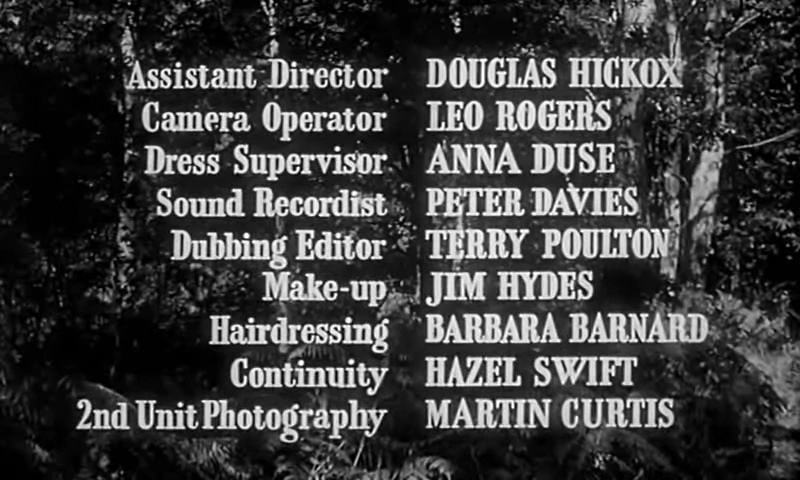 Assistant Director DOUGLAS HICKOX
Camera Operator LEO ROGERS
Dress Supervisor ANNA DUSE
Sound Recordist PETER DAVIES
Dubbing Editor TERRY POULTON
Make-up JIM HYDES
Hairdressing BARBARA BARNARD
Continuity HAZEL SWIFT
2nd Unit Photography MARTIN CURTIS